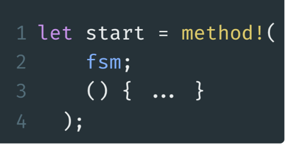 1 let start = method!(
2     fsm;
3     () { … }
4   );